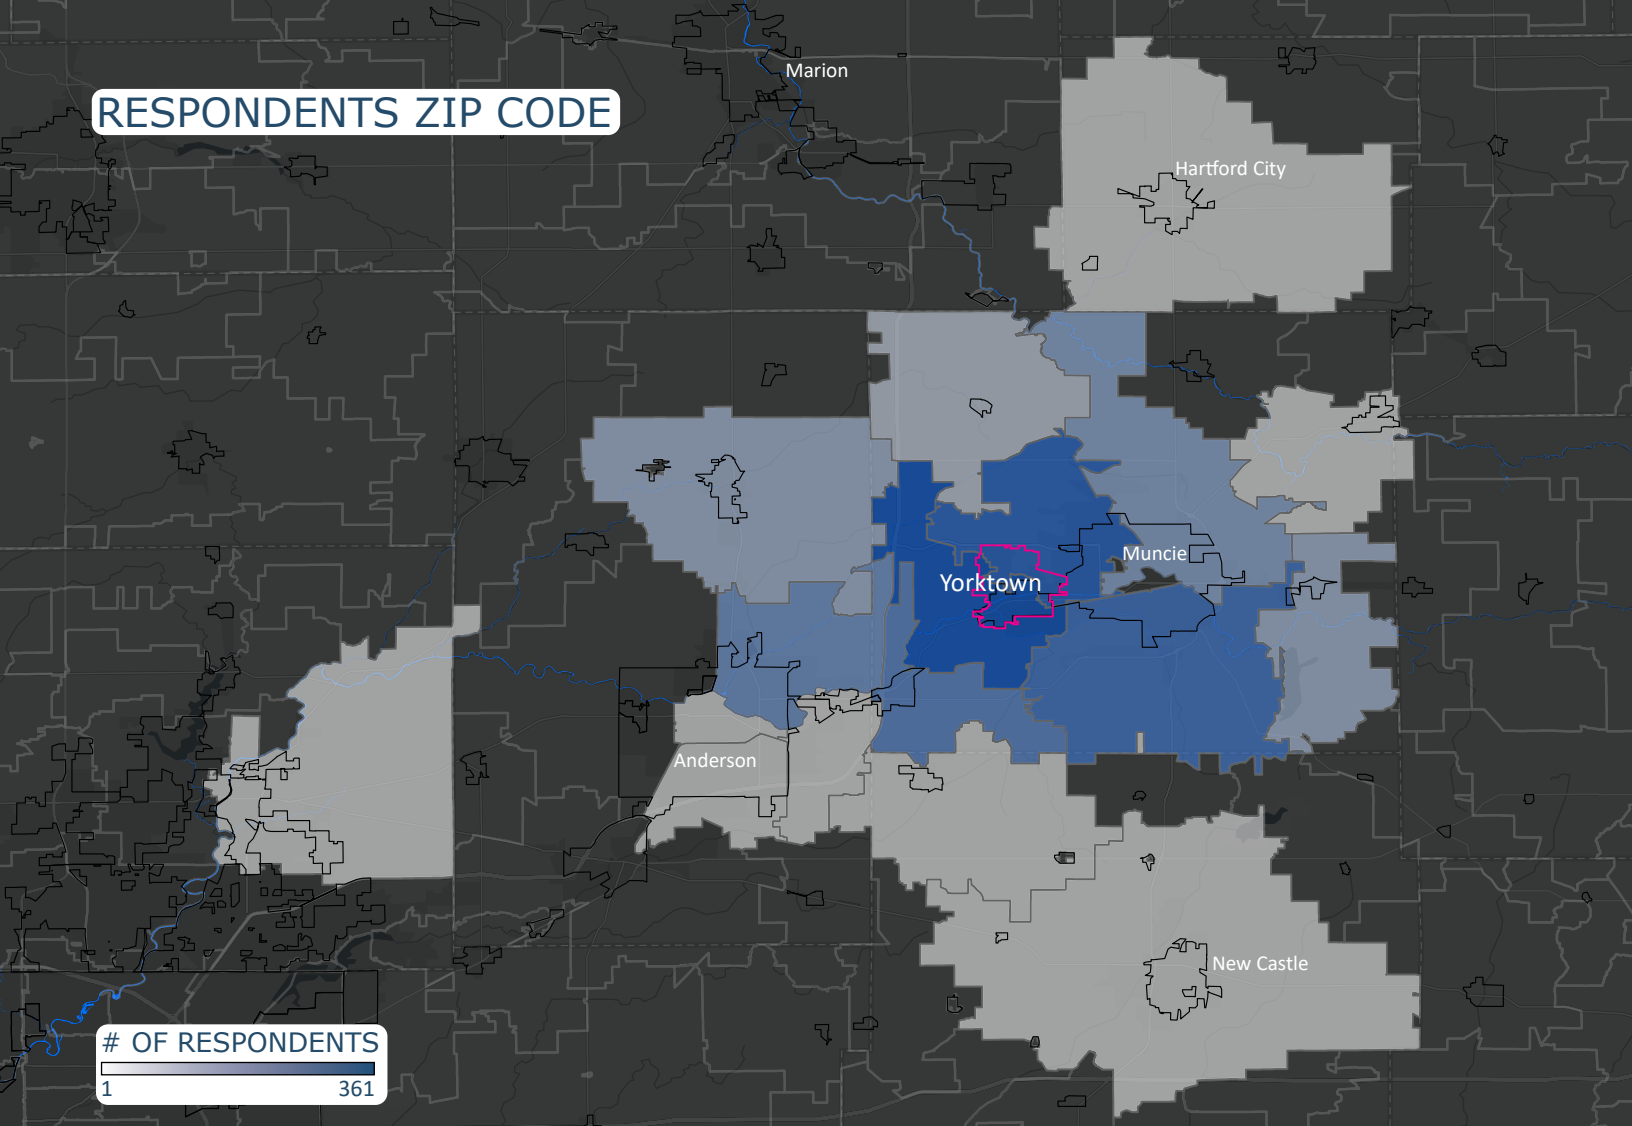 Marion
RESPONDENTS ZIP CODE
Hartford City
Muncie
Yorktown
Anderson
New Castle
# OF RESPONDENTS
1 361